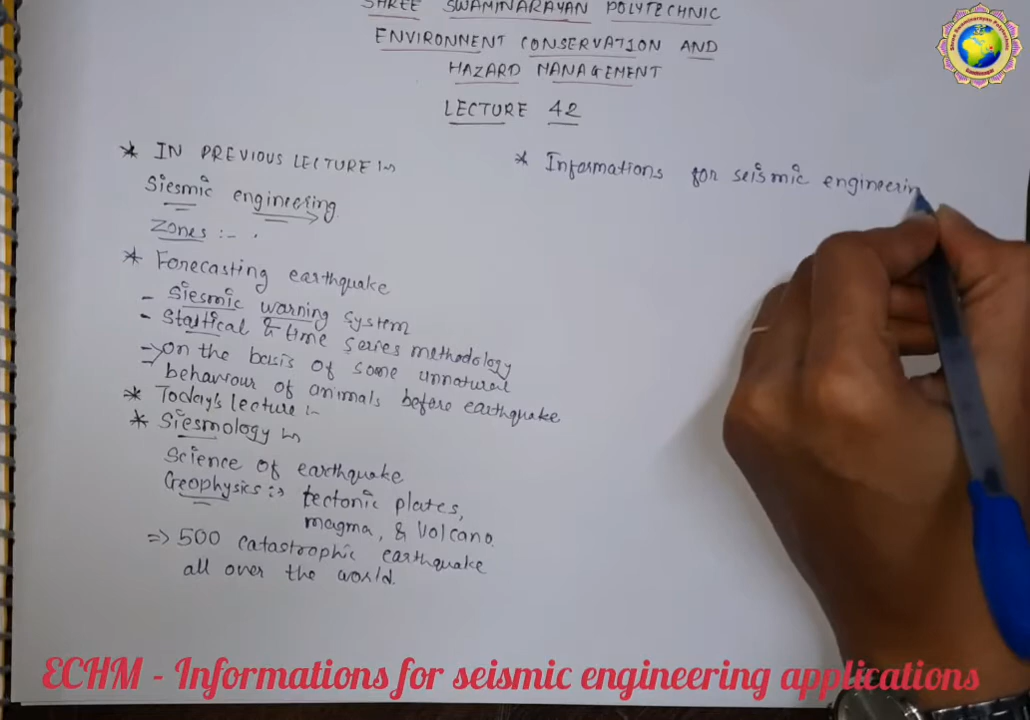 SHREE SWAMINARAYAN POLYTECHNIC
ENVIRONMENT CONSERVATION AND
HAZARD MANAGEMENT
LECTURE 42
* IN PREVIOUS LECTURE :-
Siesmic engineering
Zones :-
* Forecasting earthquake
- Siesmic warning system
- Stastical & time series methodology
=> On the basis of some unnatural
behaviour of animals before earthquake
* Today's lecture :-
* Siesmology :-
Science of earthquake
Geophysics :→ tectonic plates,
magma, & Volcano.
=> 500 catastrophic earthquake
all over the world.
* Informations for seismic engineerin
ECHM - Informations for seismic engineering applications